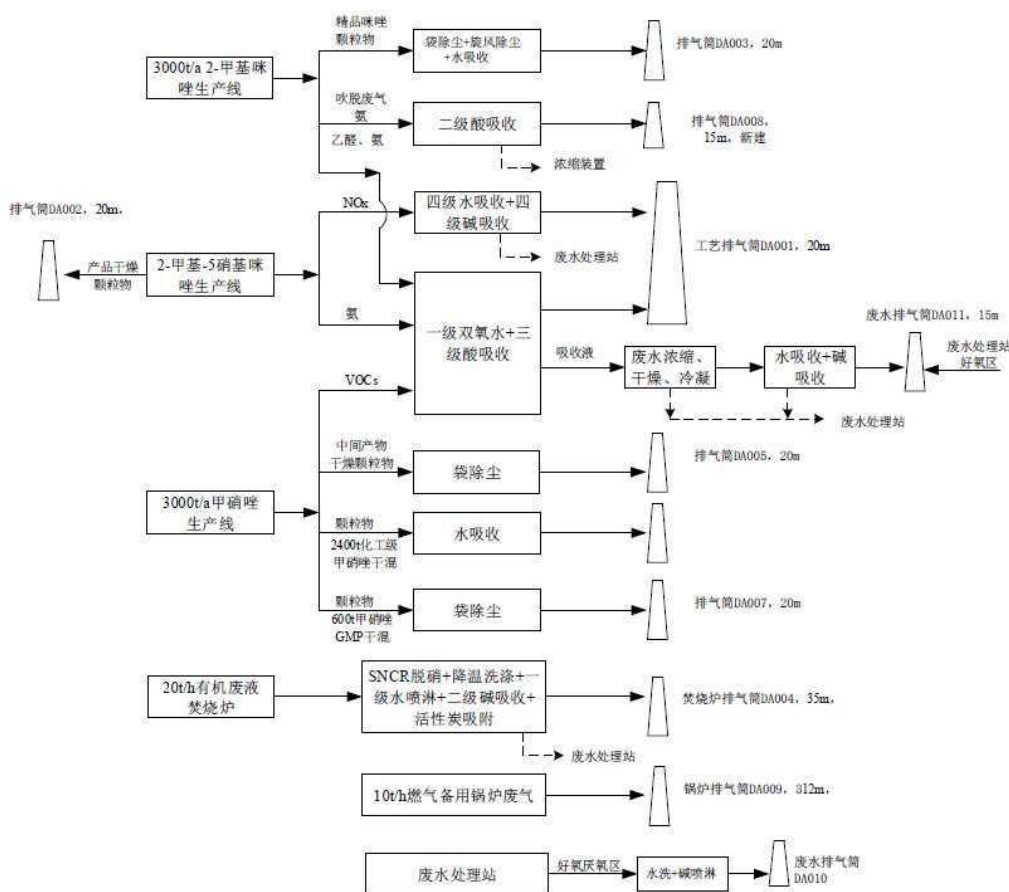 精品咪唑
颗粒物
袋除尘+旋风除尘
+水吸收
排气筒DA003, 20m
3000t/a 2-甲基咪
唑生产线
吹脱废气
氨
二级酸吸收
排气筒DA008,
15m, 新建
乙醛、氨
浓缩装置
排气筒DA002, 20m,
NOx
四级水吸收+四
级碱吸收
工艺排气筒DA001, 20m
废水处理站
产品干燥
颗粒物
2-甲基-5硝基咪
唑生产线
氨
一级双氧水+三
级酸吸收
吸收液
废水浓缩、
干燥、冷凝
水吸收+碱
吸收
废水排气筒DA011, 15m
废水处理站
好氧区
废水处理站
VOCs
中间产物
干燥颗粒物
袋除尘
排气筒DA005, 20m
3000t/a甲硝唑
生产线
颗粒物
2400t化工级
甲硝唑干混
水吸收
颗粒物
600t甲硝唑
GMP干混
袋除尘
排气筒DA007, 20m
20t/h有机废液
焚烧炉
SNCR脱硝+降温洗涤+一
级水喷淋+二级碱吸收+
活性炭吸附
焚烧炉排气筒DA004, 35m,
废水处理站
10t/h燃气备用锅炉废气
锅炉排气筒DA009, 312m,
废水处理站
好氧厌氧区
水洗+碱喷淋
废水排气筒
DA010